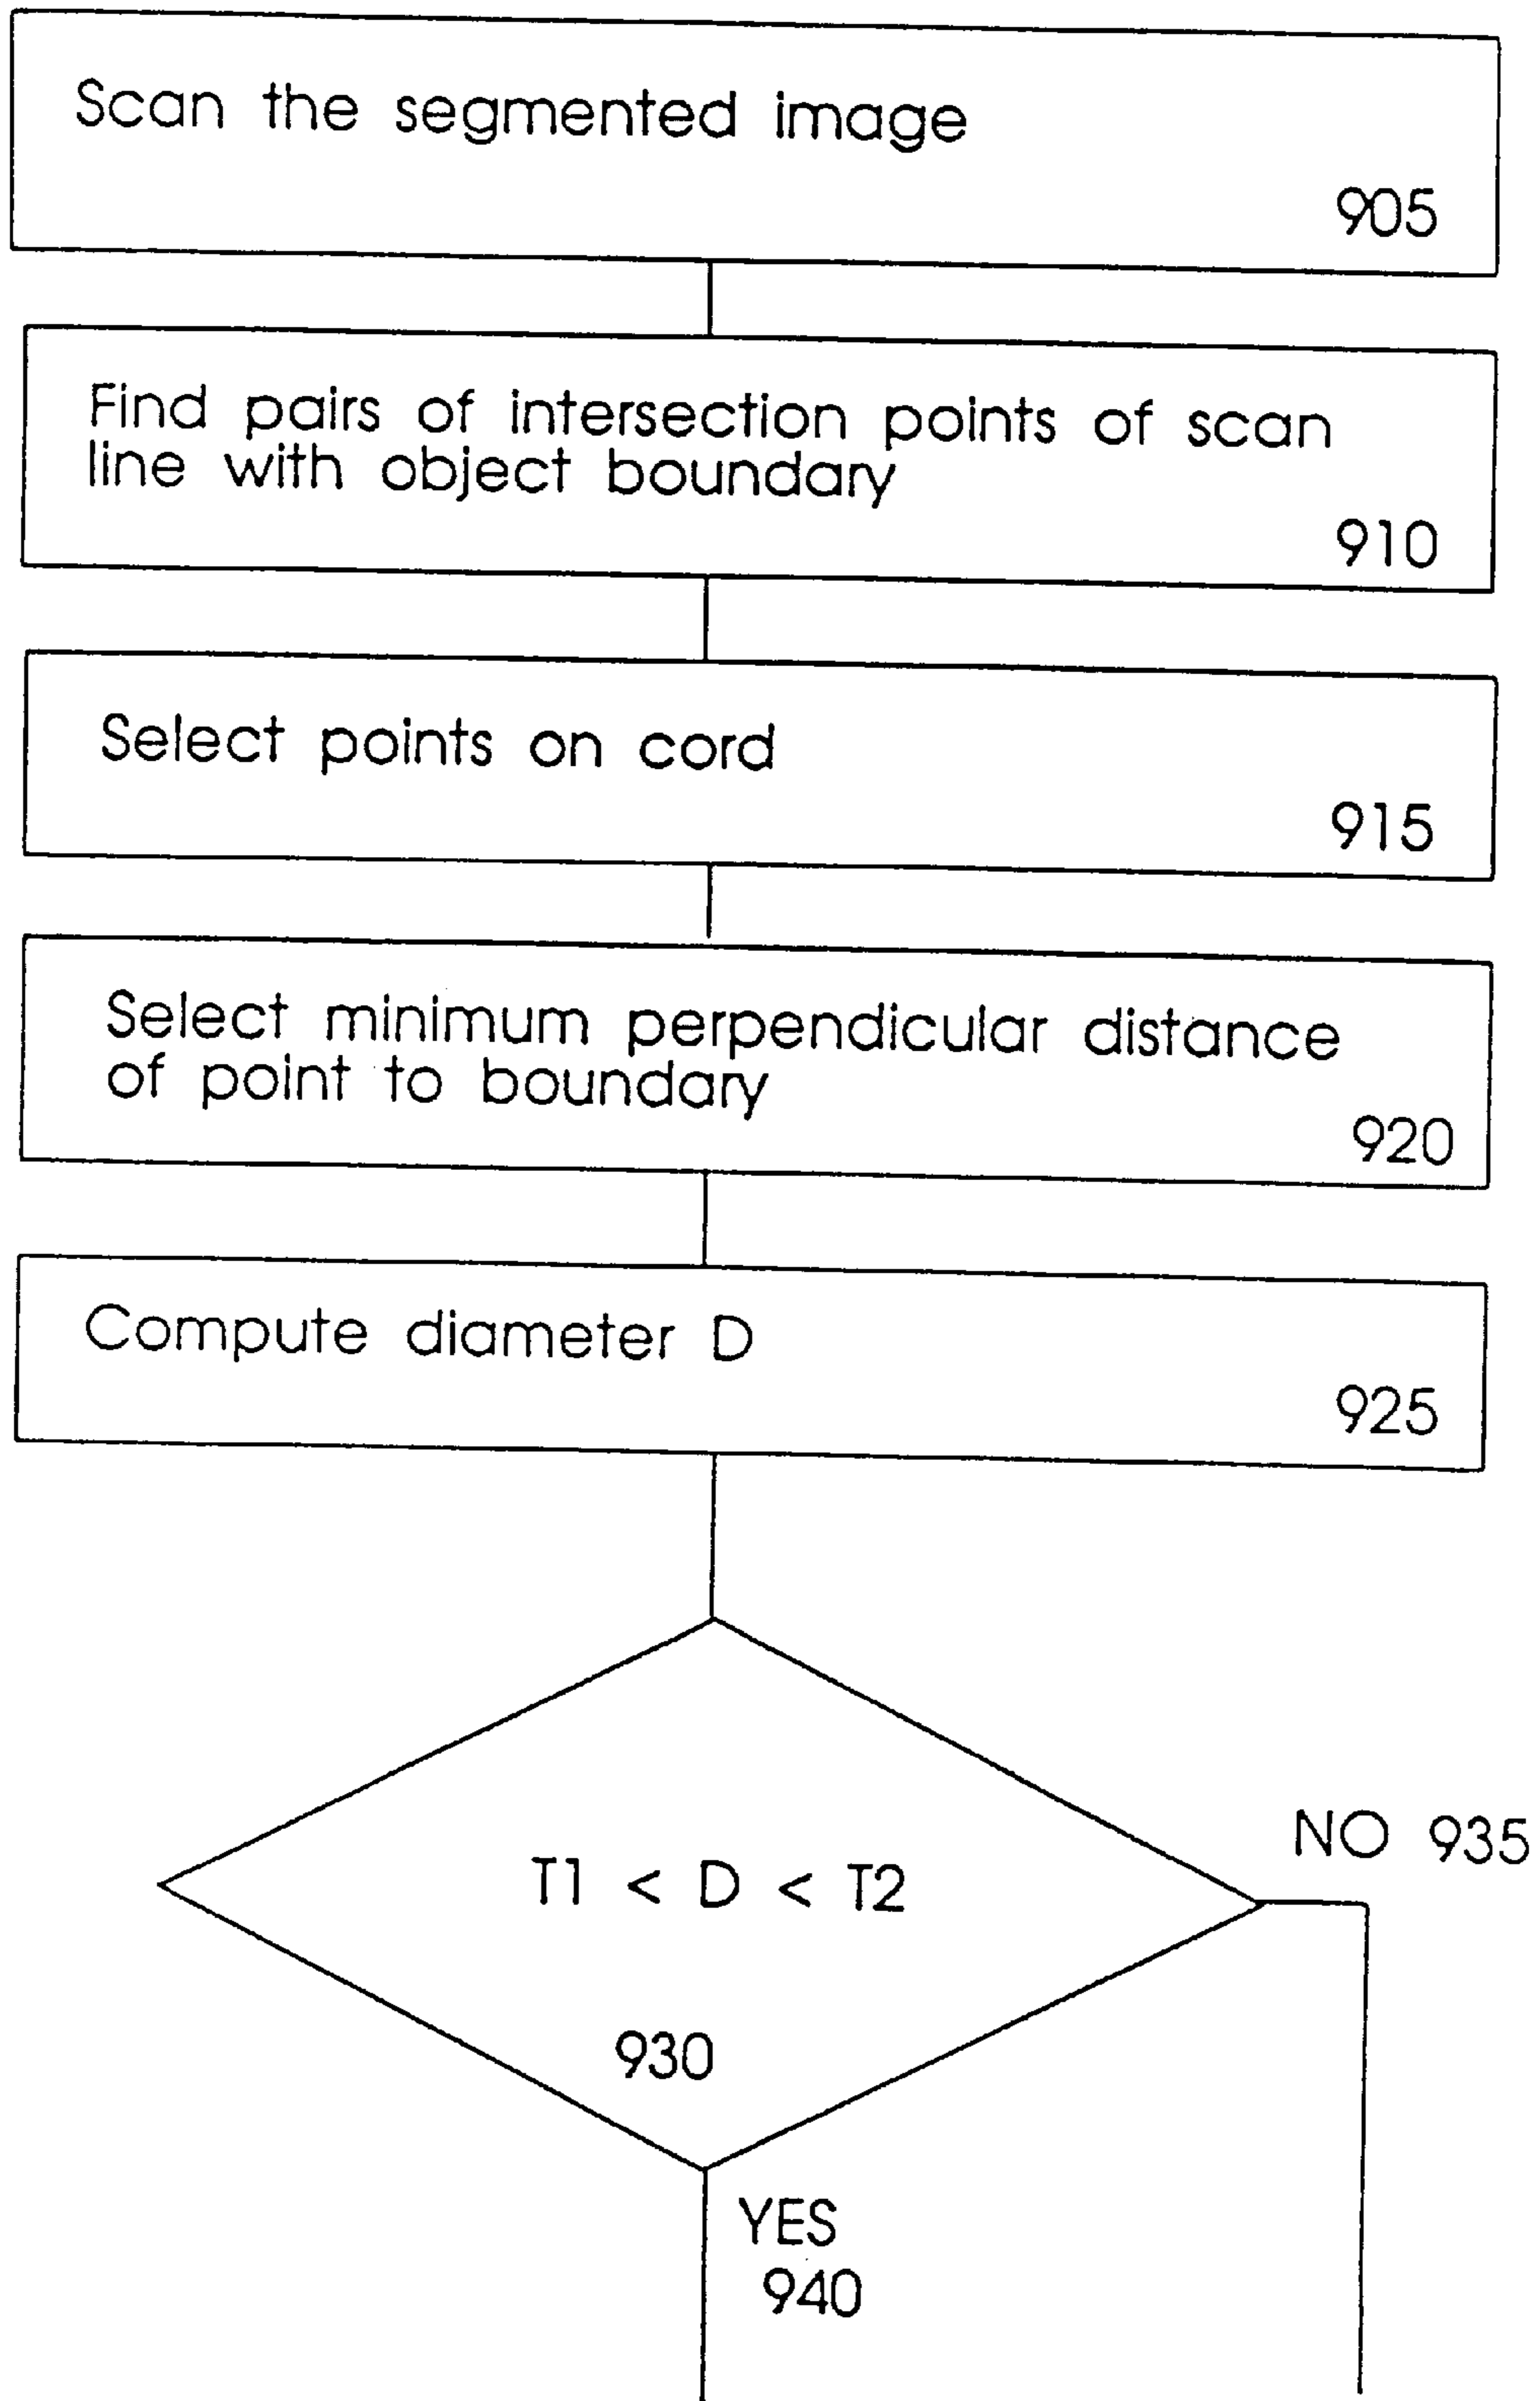 Scan the segmented image
905
Find pairs of intersection points of scan
line with object boundary
910
Select points on cord
915
Select minimum perpendicular distance
of point to boundary
920
Compute diameter D
925
T1 < D < T2
NO 935
930
YES
940